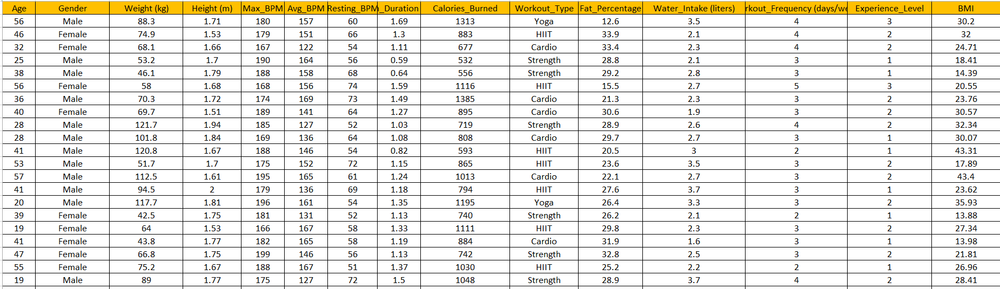 Age Gender Weight (kg) Height (m) Max_BPM Avg_BPM Resting_BPM _Duration Calories_Burned Workout_Type Fat_Percentage Water_Intake (liters) rkout_Frequency (days/we Experience_Level BMI
56 Male 88.3 1.71 180 157 60 1.69 1313 Yoga 12.6 3.5 4 3 30.2
46 Female 74.9 1.53 179 151 66 1.3 883 HIIT 33.9 2.1 4 2 32
32 Female 68.1 1.66 167 122 54 1.11 677 Cardio 33.4 2.3 4 2 24.71
25 Male 53.2 1.7 190 164 56 0.59 532 Strength 28.8 2.1 3 1 18.41
38 Male 46.1 1.79 188 158 68 0.64 556 Strength 29.2 2.8 3 1 14.39
56 Female 58 1.68 168 156 74 1.59 1116 HIIT 15.5 2.7 5 3 20.55
36 Male 70.3 1.72 174 169 73 1.49 1385 Cardio 21.3 2.3 3 2 23.76
40 Female 69.7 1.51 189 141 64 1.27 895 Cardio 30.6 1.9 3 2 30.57
28 Male 121.7 1.94 185 127 52 1.03 719 Strength 28.9 2.6 4 2 32.34
28 Male 101.8 1.84 169 136 64 1.08 808 Cardio 29.7 2.7 3 1 30.07
41 Male 120.8 1.67 188 146 54 0.82 593 HIIT 20.5 3 2 1 43.31
53 Male 51.7 1.7 175 152 72 1.15 865 HIIT 23.6 3.5 3 2 17.89
57 Male 112.5 1.61 195 165 61 1.24 1013 Cardio 22.1 2.7 3 2 43.4
41 Male 94.5 2 179 136 69 1.18 794 HIIT 27.6 3.7 3 1 23.62
20 Male 117.7 1.81 196 161 54 1.35 1195 Yoga 26.4 3.3 3 2 35.93
39 Female 42.5 1.75 181 131 52 1.13 740 Strength 26.2 2.1 2 1 13.88
19 Female 64 1.53 166 167 58 1.33 1111 HIIT 29.8 2.3 3 2 27.34
41 Female 43.8 1.77 182 165 58 1.19 884 Cardio 31.9 1.6 3 1 13.98
47 Female 66.8 1.75 199 146 56 1.13 742 Strength 32.8 2.5 3 2 21.81
55 Female 75.2 1.67 188 167 51 1.37 1030 HIIT 25.2 2.2 2 1 26.96
19 Male 89 1.77 175 127 72 1.5 1048 Strength 28.9 3.7 4 2 28.41